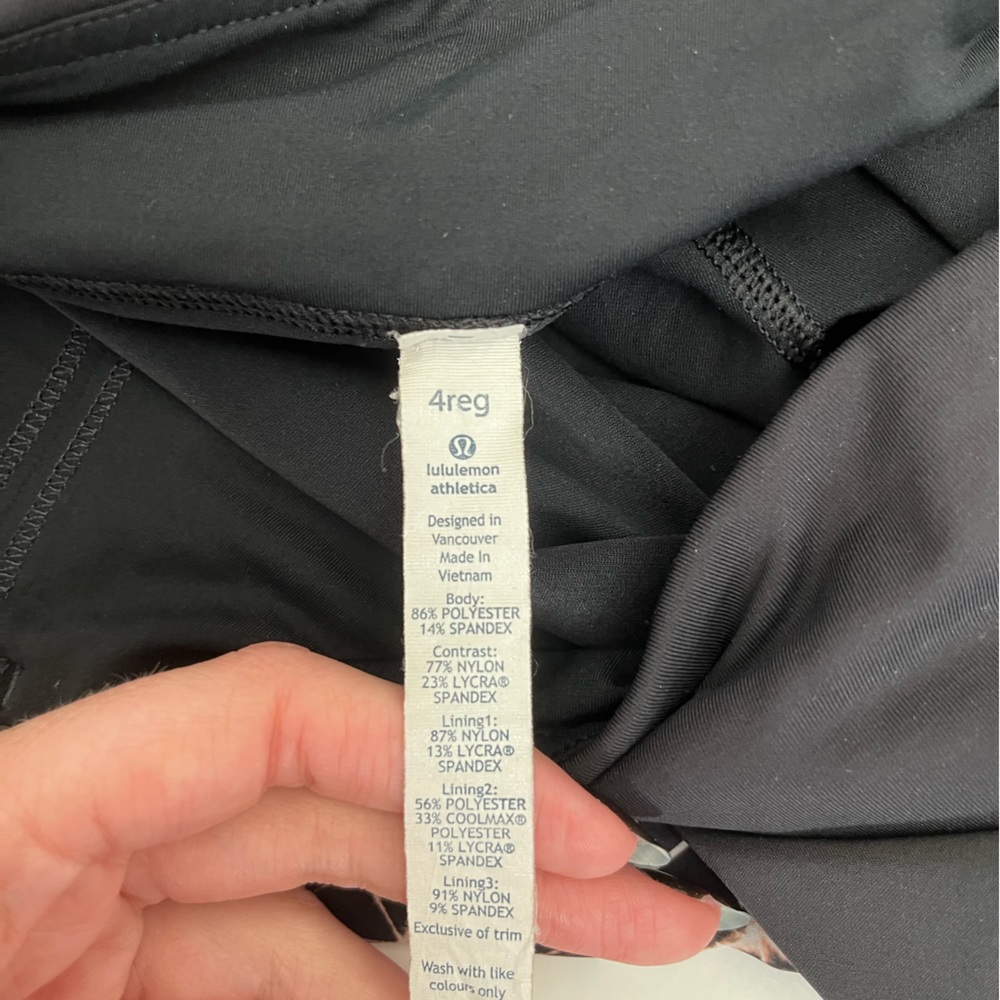 4reg
lululemon
athletica
Designed in
Vancouver
Made In
Vietnam
Body:
86% POLYESTER
14% SPANDEX
Contrast:
77% NYLON
23% LYCRA®
SPANDEX
Lining1:
87% NYLON
13% LYCRA®
SPANDEX
Lining2:
56% POLYESTER
33% COOLMAX®
POLYESTER
11% LYCRA®
SPANDEX
Lining3:
91% NYLON
9% SPANDEX
Exclusive of trim
Wash with like
colours only